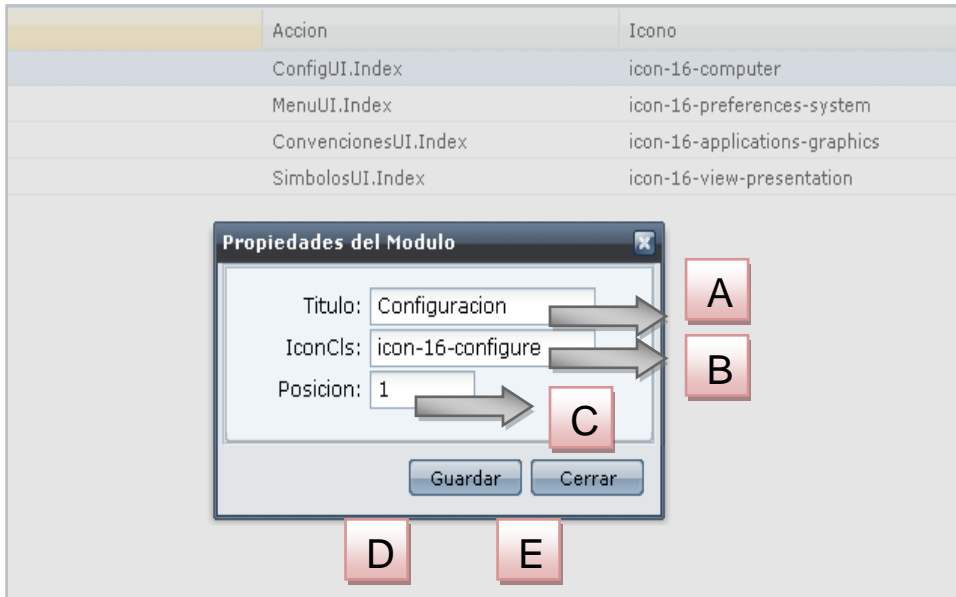 Accion Icono
ConfigUI.Index icon-16-computer
MenuUI.Index icon-16-preferences-system
ConvencionesUI.Index icon-16-applications-graphics
SimbolosUI.Index icon-16-view-presentation
Propiedades del Modulo
Titulo: Configuracion A
IconCls: icon-16-configure B
Posicion: 1 C
Guardar Cerrar
D E